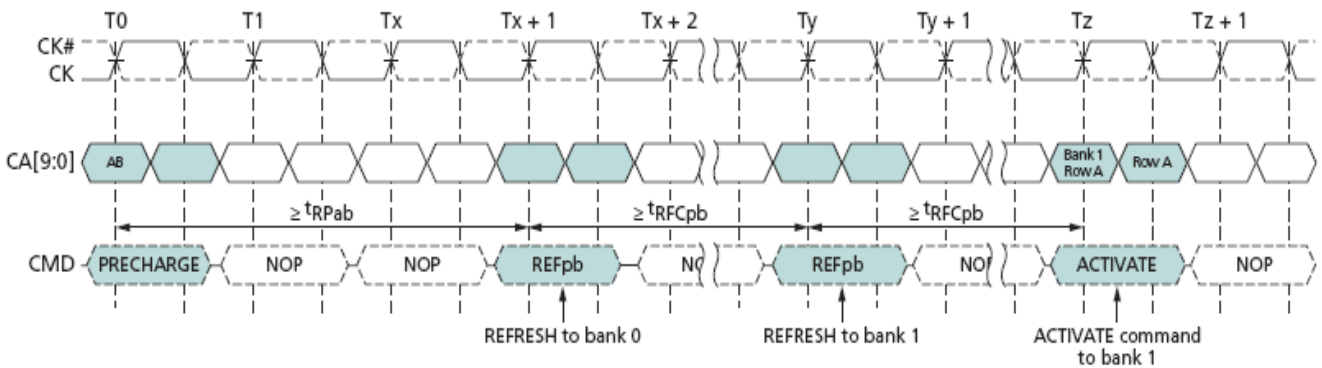 T0 T1 Tx Tx + 1 Tx + 2 Ty Ty + 1 Tz Tz + 1
CK#
CK
CA[9:0] AB Bank 1 Row A Row A
≥ tRPab ≥ tRFCpb ≥ tRFCpb
CMD PRECHARGE NOP NOP REFpb NO REFpb NO ACTIVATE NOP
REFRESH to bank 0 REFRESH to bank 1 ACTIVATE command
to bank 1